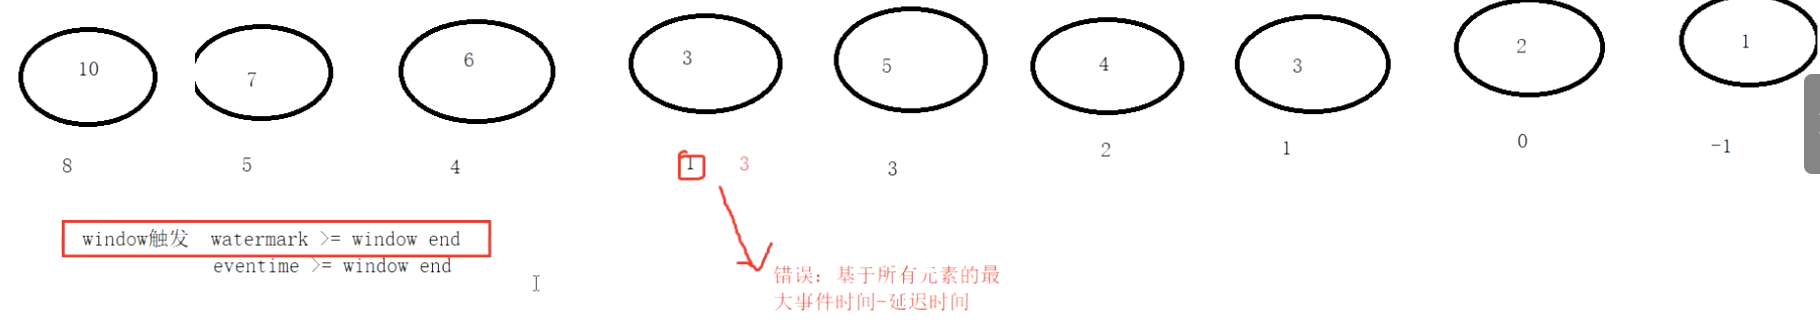 10 7 6 3 5 4 3 2 1
8 5 4 1 3 3 2 1 0 -1
window触发 watermark >= window end
eventime >= window end
错误：基于所有元素的最
大事件时间-延迟时间